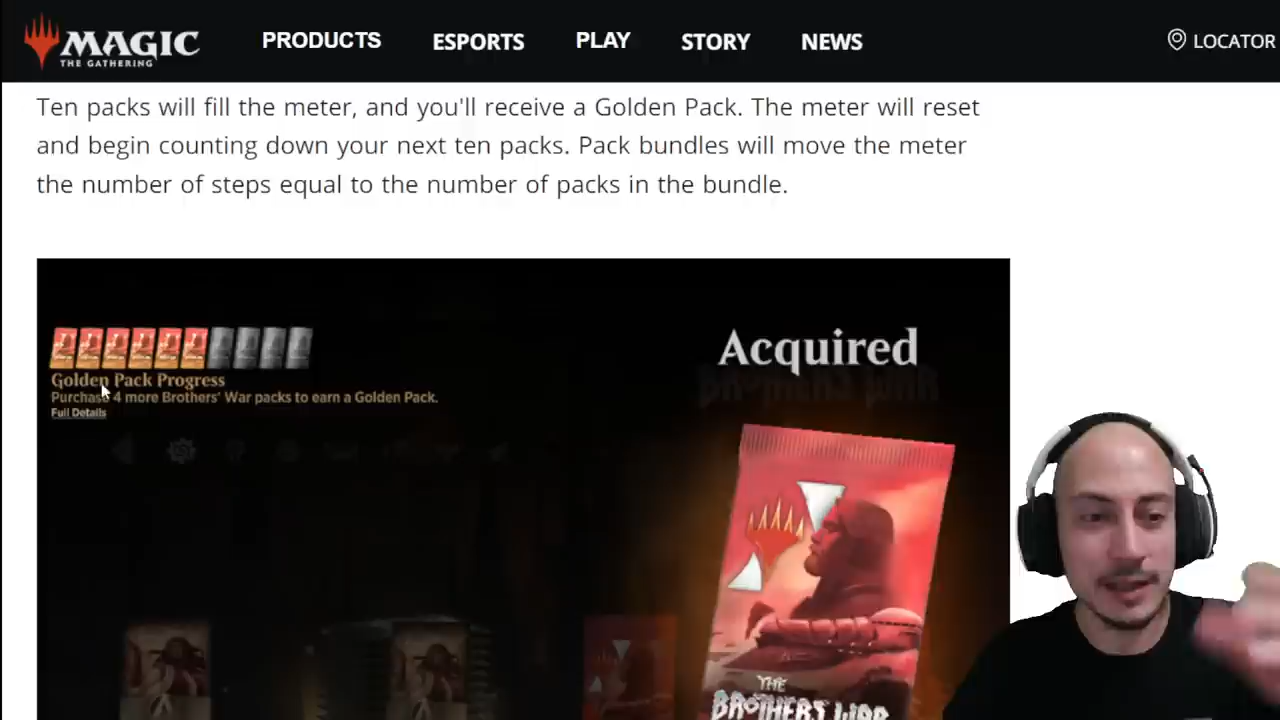 MAGIC
THE GATHERING
PRODUCTS
ESPORTS
PLAY
STORY
NEWS
LOCATOR
Ten packs will fill the meter, and you'll receive a Golden Pack. The meter will reset
and begin counting down your next ten packs. Pack bundles will move the meter
the number of steps equal to the number of packs in the bundle.
Golden Pack Progress
Purchase 4 more Brothers' War packs to earn a Golden Pack.
Full Details
Acquired
BROTHERS WAR
THE
BROTHERS WAR